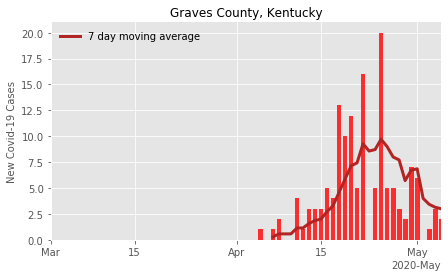 Graves County, Kentucky
7 day moving average
New Covid-19 Cases
20.0
17.5
15.0
12.5
10.0
7.5
5.0
2.5
0.0
Mar
15
Apr
15
May
2020-May